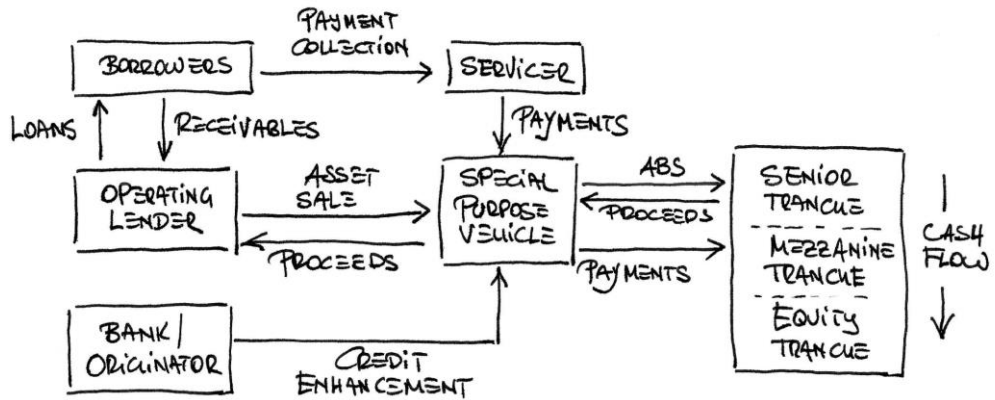 PAYMENT
COLLECTION
BORROWERS
SERVICER
LOANS
RECEIVABLES
PAYMENTS
OPERATING
LENDER
ASSET
SALE
PROCEEDS
SPECIAL
PURPOSE
VEHICLE
ABS
PROCEEDS
PAYMENTS
SENIOR
TRANCHE
MEZZANINE
TRANCHE
EQUITY
TRANCHE
CASH
FLOW
BANK/
ORIGINATOR
CREDIT
ENHANCEMENT